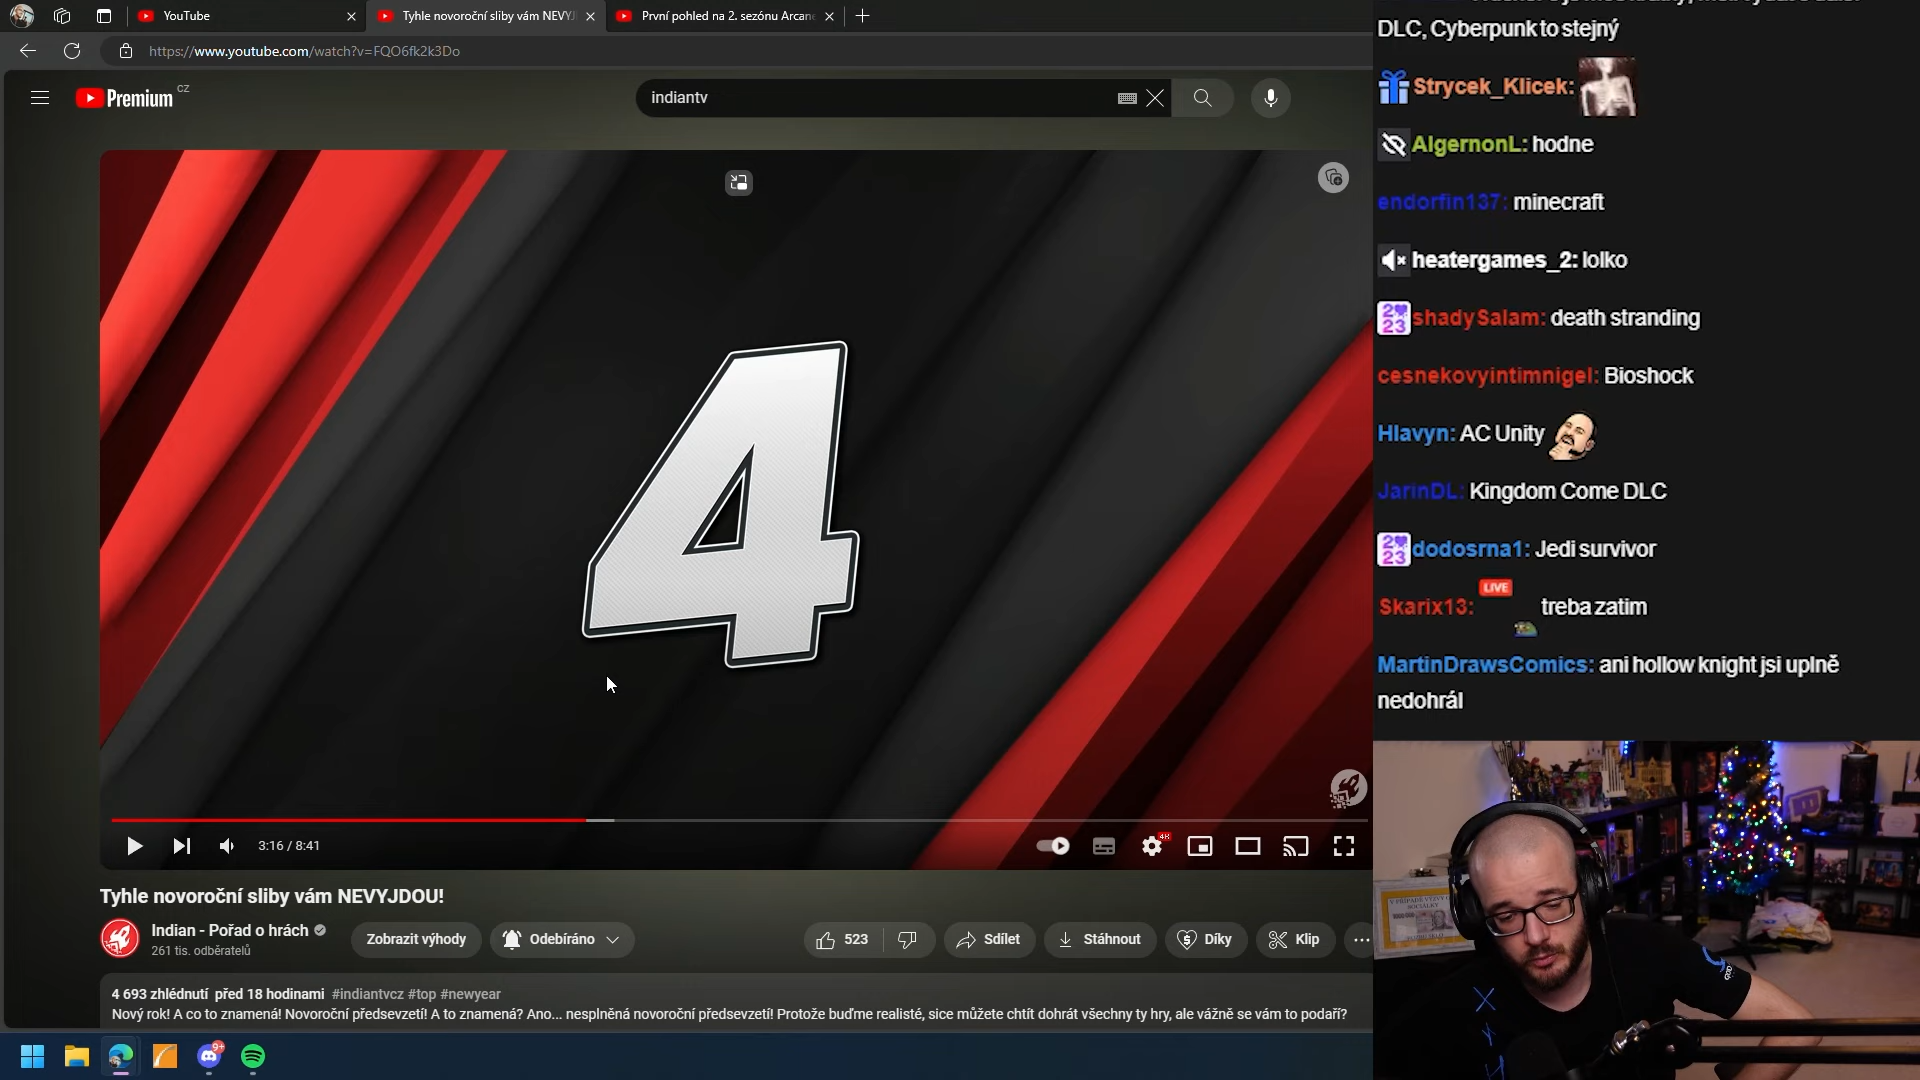 YouTube
Tyhle novoroční sliby vám NEVYJ
První pohled na 2. sezónu Arcane
https://www.youtube.com/watch?v=FQO6fk2k3Do
Premium CZ
indiantv
4
3:16 / 8:41
4K
Tyhle novoroční sliby vám NEVYJDOU!
Indian - Pořad o hrách
261 tis. odběratelů
Zobrazit výhody
Odebíráno
523
Sdílet
Stáhnout
Díky
Klip
4 693 zhlédnutí před 18 hodinami #indiantvcz #top #newyear
Nový rok! A co to znamená! Novoroční předsevzetí! A to znamená? Ano... nesplněná novoroční předsevzetí! Protože buďme realisté, sice můžete chtít dohrát všechny ty hry, ale vážně se vám to podaří?
9+
DLC, Cyberpunk to stejný
Strycek_Klicek:
AlgernonL: hodne
endorfin137: minecraft
heatergames_2: lolko
2023 shadySalam: death stranding
cesnekovyintimnigel: Bioshock
Hlavyn: AC Unity
JarinDL: Kingdom Come DLC
2023 dodosrna1: Jedi survivor
Skarix13: LIVE treba zatim
MartinDrawsComics: ani hollow knight jsi uplně
nedohrál